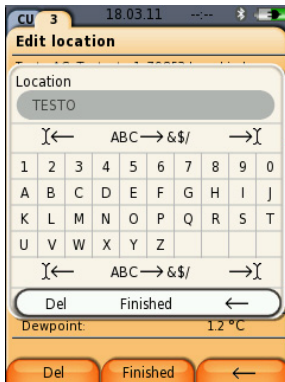 CU 3 18.03.11 --:--
Edit location
Location
TESTO
ABC → &$/
1 2 3 4 5 6 7 8 9 0
A B C D E F G H I J
K L M N O P Q R S T
U V W X Y Z
ABC → &$/
Del Finished ←
Dewpoint: 1.2 °C
Del Finished ←